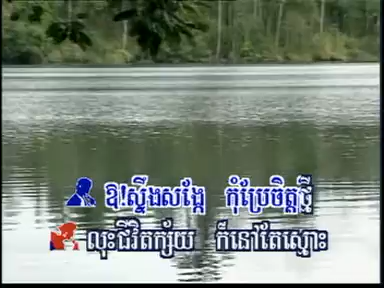 ឱ!ស្ទឹងសង្កែ កុំប្រែចិត្តថ្មី
លុះជីវិតក្ស័យ ក៏នៅតែស្មោះ